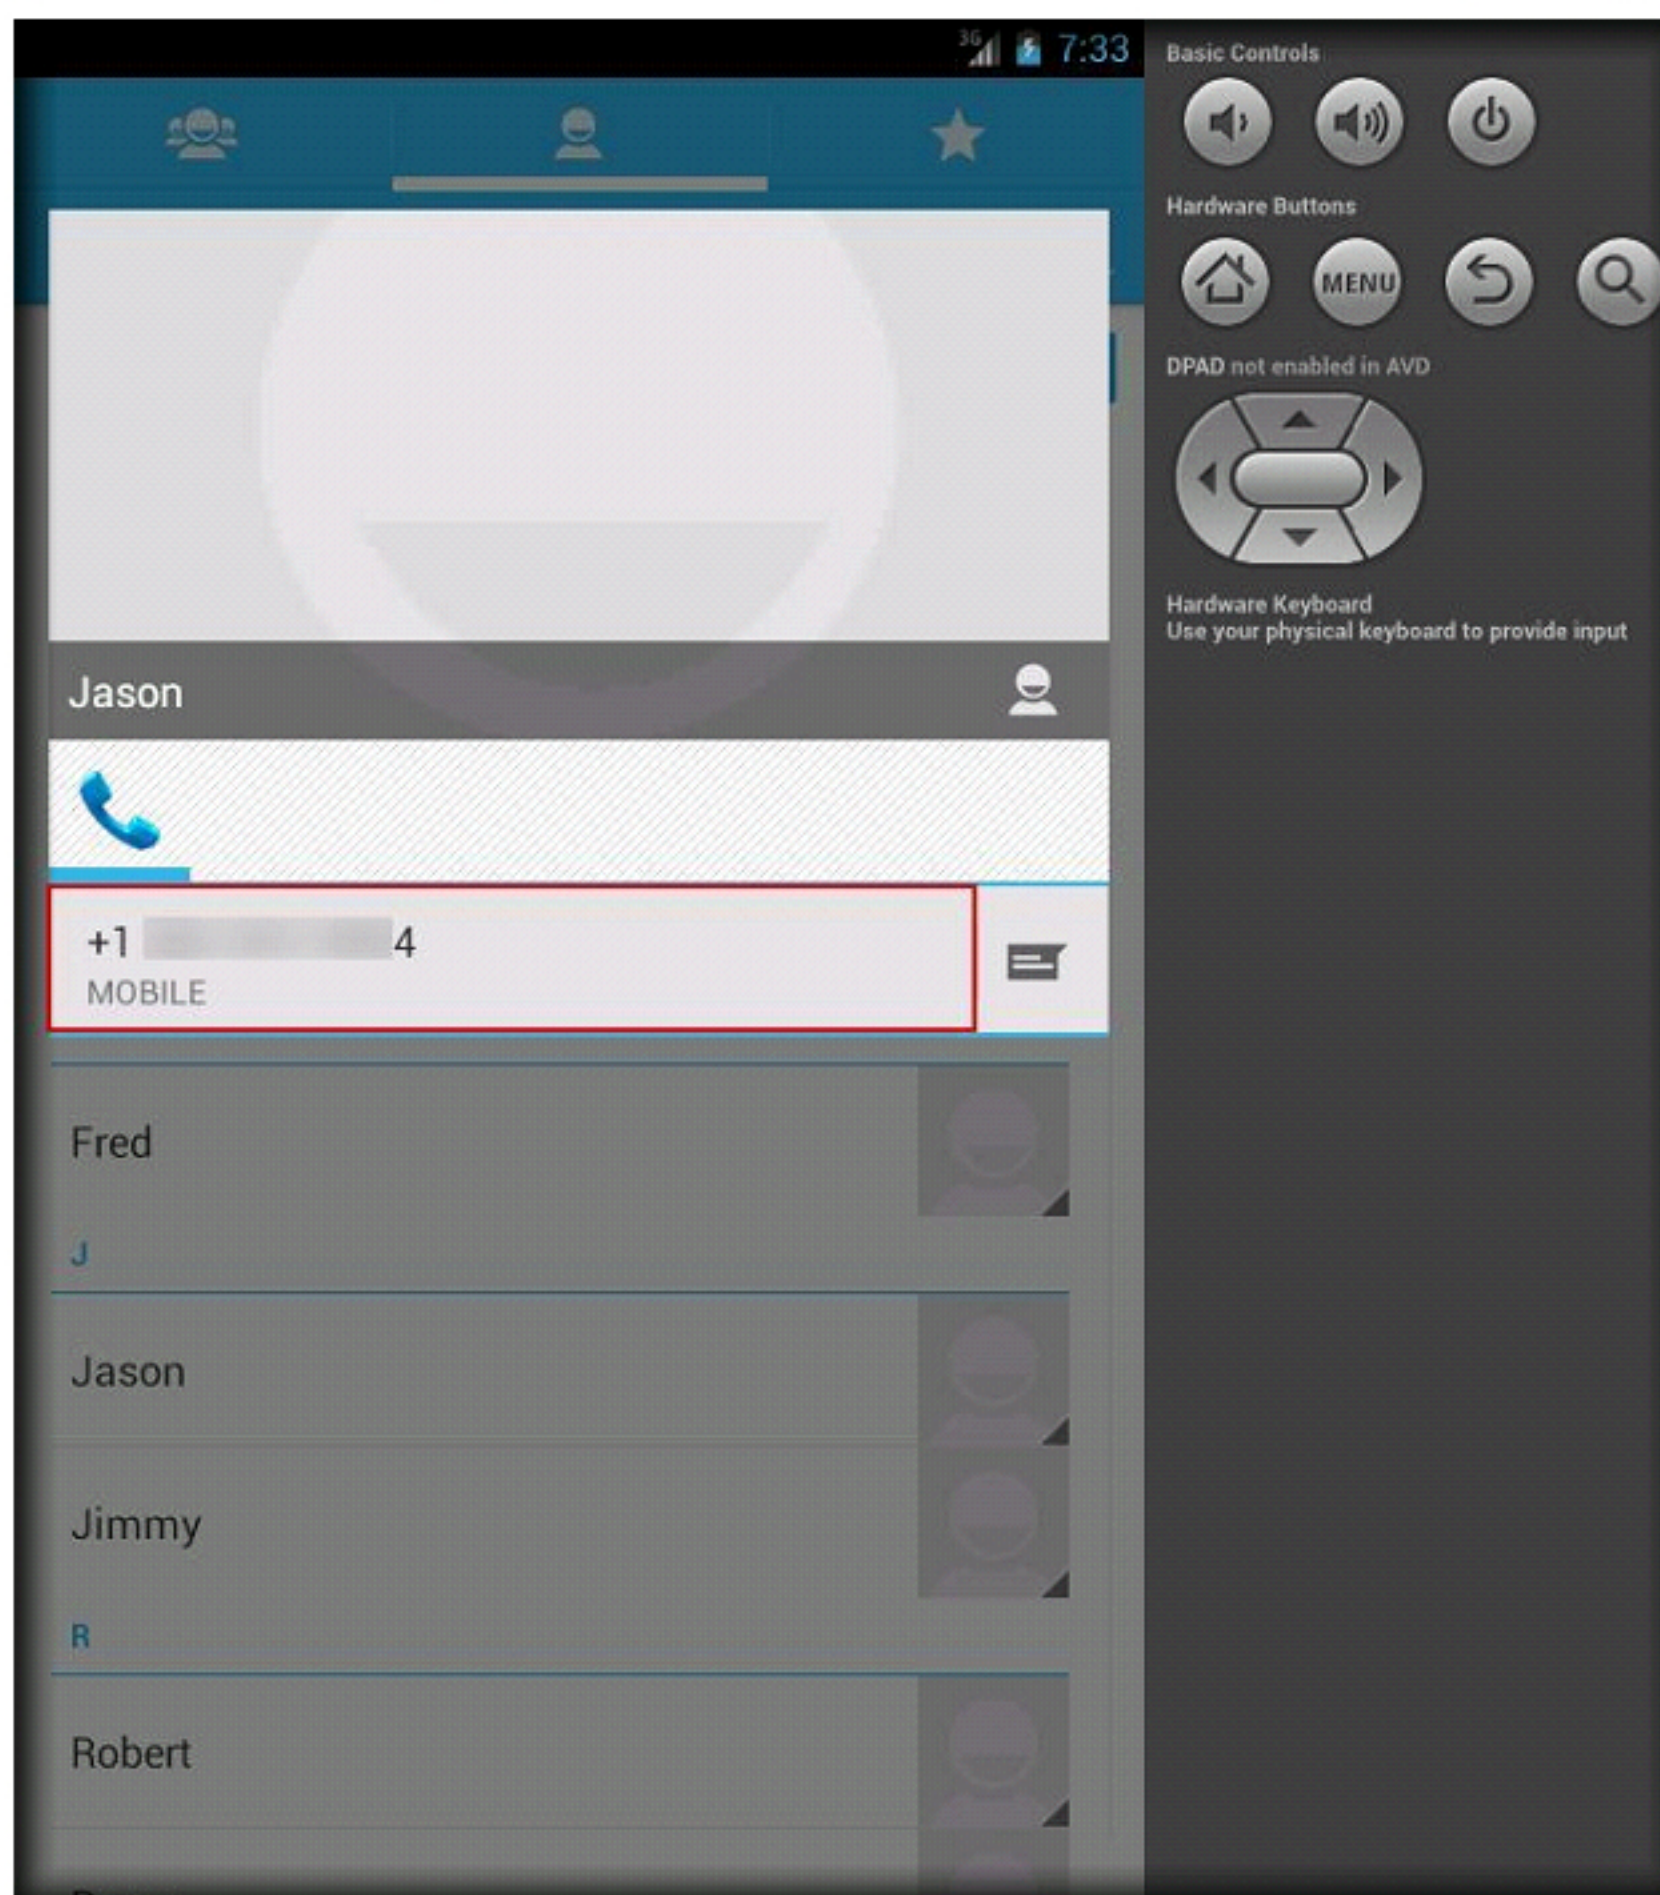 3G 7:33
Basic Controls
Hardware Buttons
MENU
DPAD not enabled in AVD
Hardware Keyboard
Use your physical keyboard to provide input
Jason
+1 4
MOBILE
Fred
J
Jason
Jimmy
R
Robert